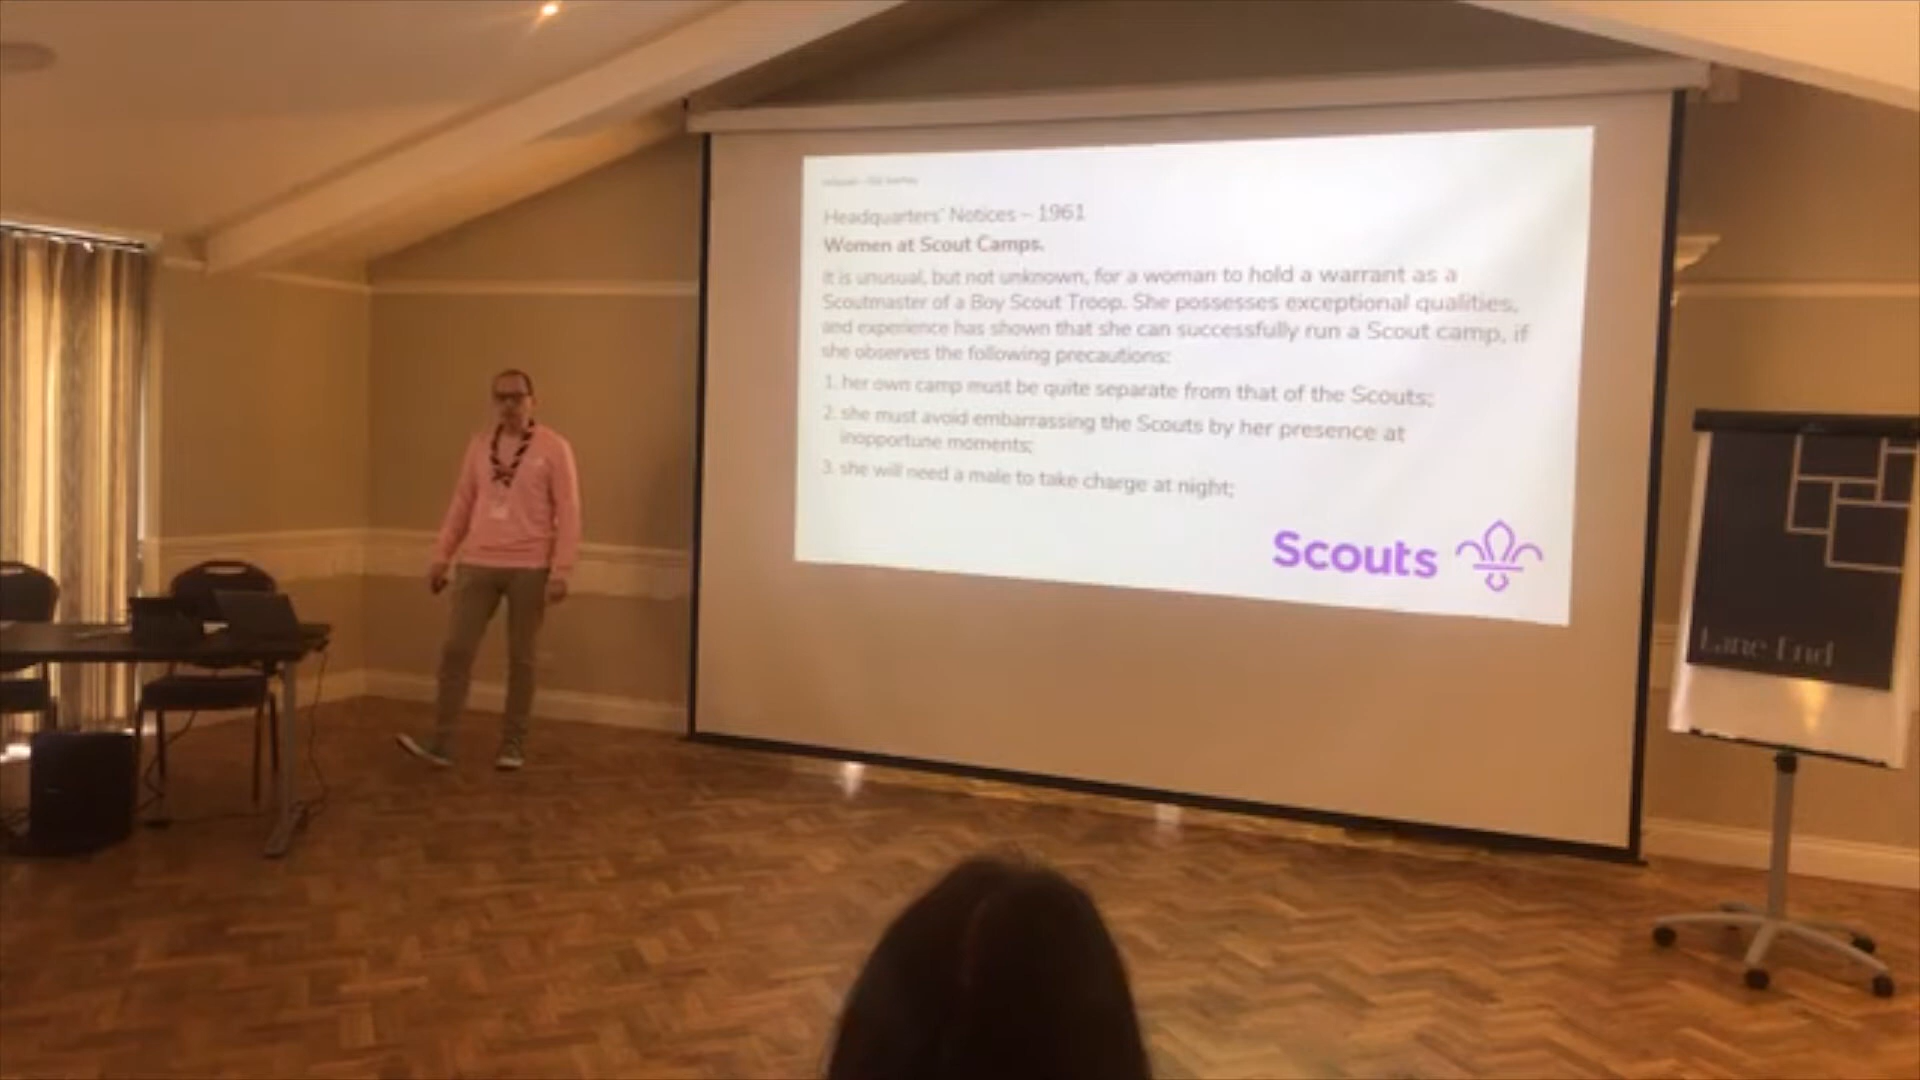 Headquarters' Notices – 1961
Women at Scout Camps.
It is unusual, but not unknown, for a woman to hold a warrant as a
Scoutmaster of a Boy Scout Troop. She possesses exceptional qualities,
and experience has shown that she can successfully run a Scout camp, if
she observes the following precautions:
1. her own camp must be quite separate from that of the Scouts;
2. she must avoid embarrassing the Scouts by her presence at
inopportune moments;
3. she will need a male to take charge at night;
Scouts
Lane End